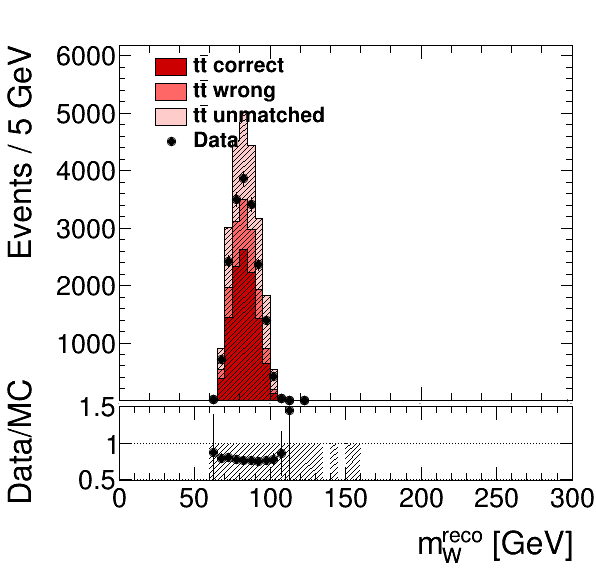 Events / 5 GeV
6000
5000
4000
3000
2000
1000
tt̄ correct
tt̄ wrong
tt̄ unmatched
Data
Data/MC
1.5
1
0.5
0 50 100 150 200 250 300
m_W^reco [GeV]